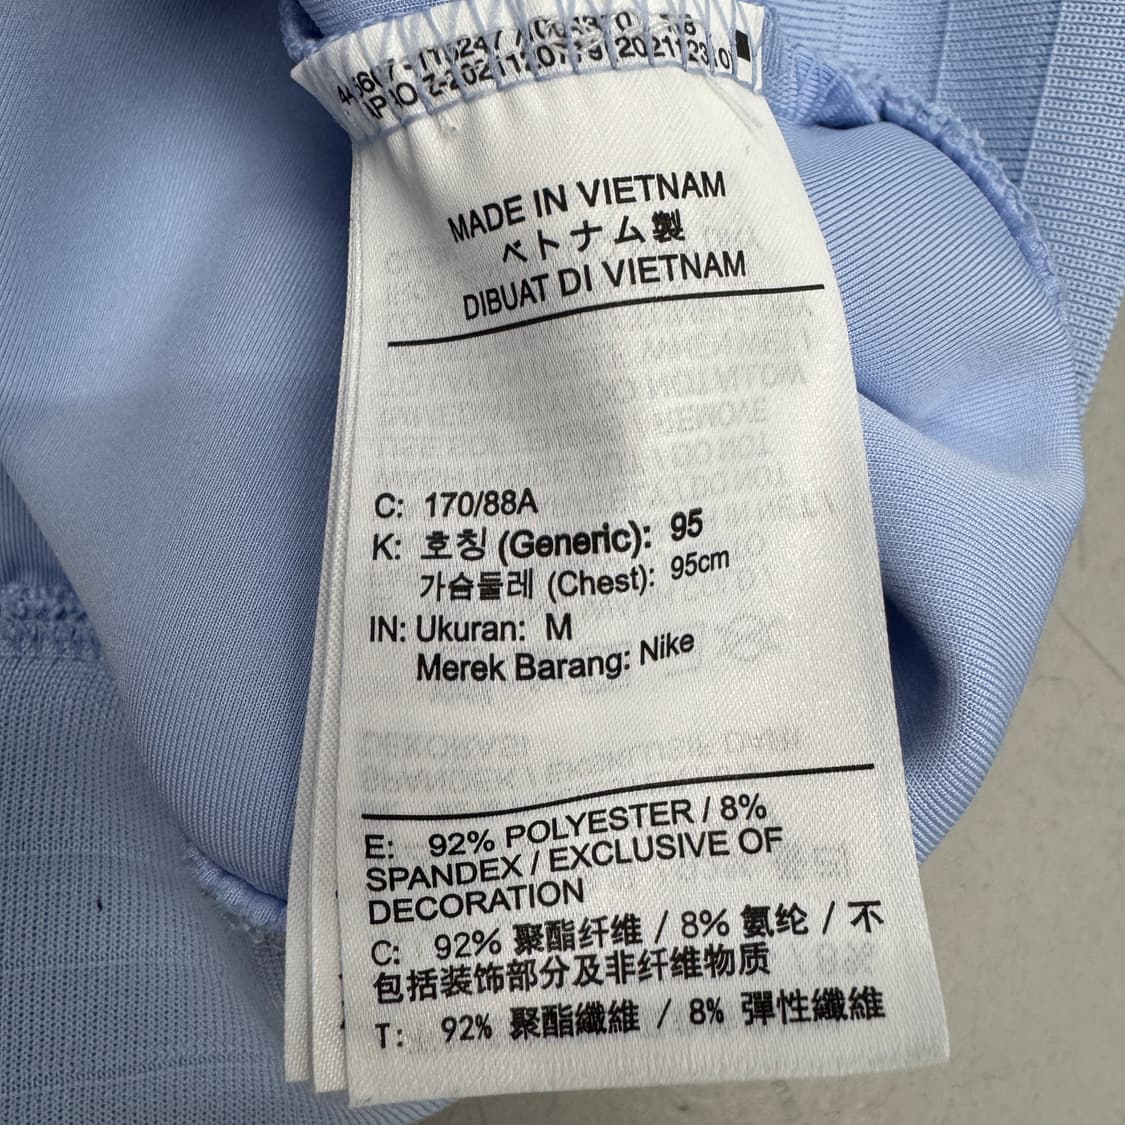 MADE IN VIETNAM
ベトナム製
DIBUAT DI VIETNAM
C: 170/88A
K: 호칭 (Generic): 95
가슴둘레 (Chest): 95cm
IN: Ukuran: M
Merek Barang: Nike
E: 92% POLYESTER / 8%
SPANDEX / EXCLUSIVE OF
DECORATION
C: 92% 聚酯纤维 / 8% 氨纶 / 不
包括装饰部分及非纤维物质
T: 92% 聚酯纖維 / 8% 彈性纖維